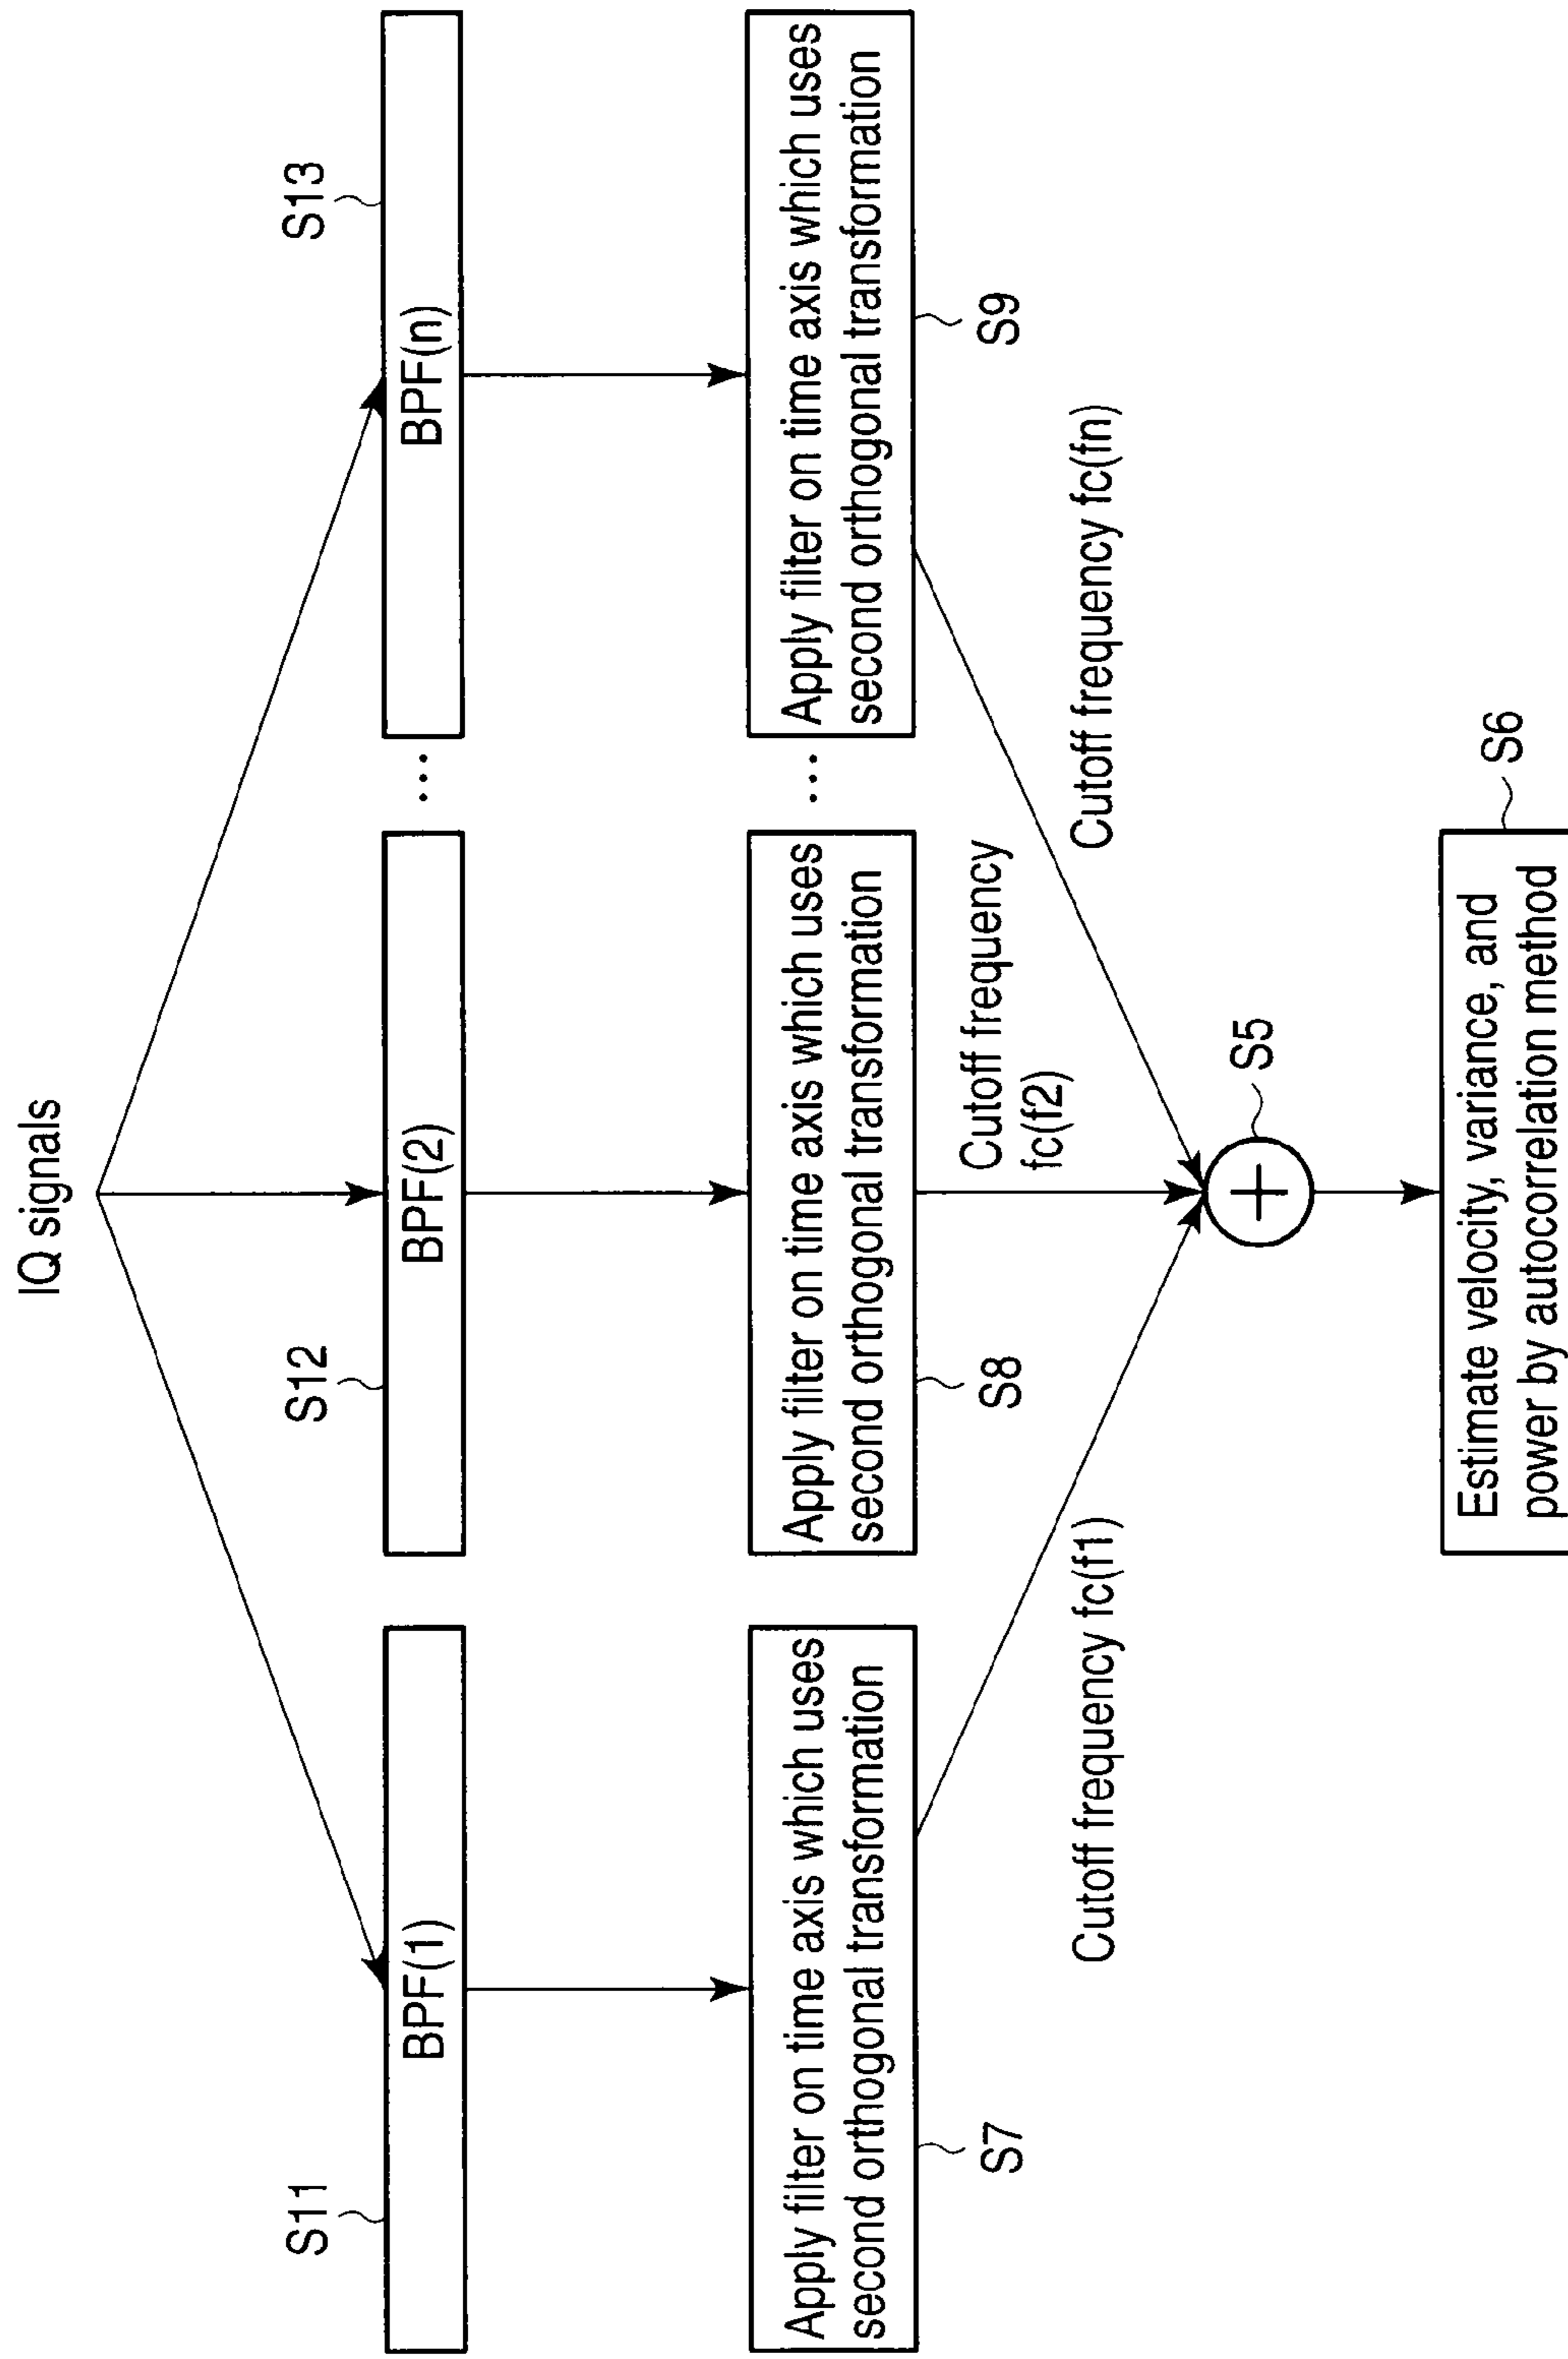 IQ signals
S11
S12
S13
BPF(1)
BPF(2)
...
BPF(n)
Apply filter on time axis which uses
second orthogonal transformation
Apply filter on time axis which uses
second orthogonal transformation
...
Apply filter on time axis which uses
second orthogonal transformation
S7
S8
S9
Cutoff frequency fc(f1)
Cutoff frequency
fc(f2)
Cutoff frequency fc(fn)
+
S5
S6
Estimate velocity, variance, and
power by autocorrelation method